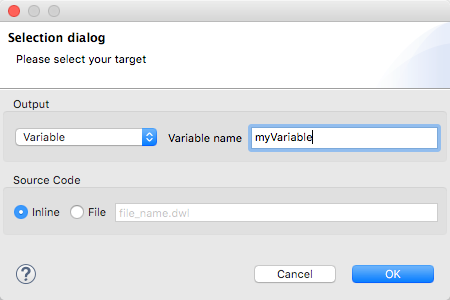 Selection dialog
Please select your target
Output
Variable Variable name myVariable
Source Code
Inline File file_name.dwl
? Cancel OK